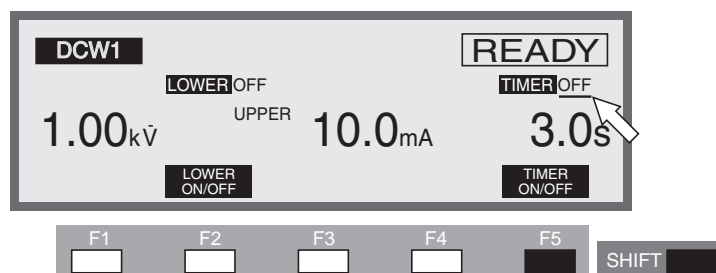 DCW1 READY
LOWER OFF TIMER OFF
1.00kV̄ UPPER 10.0mA 3.0s
LOWER ON/OFF TIMER ON/OFF
F1 F2 F3 F4 F5
SHIFT